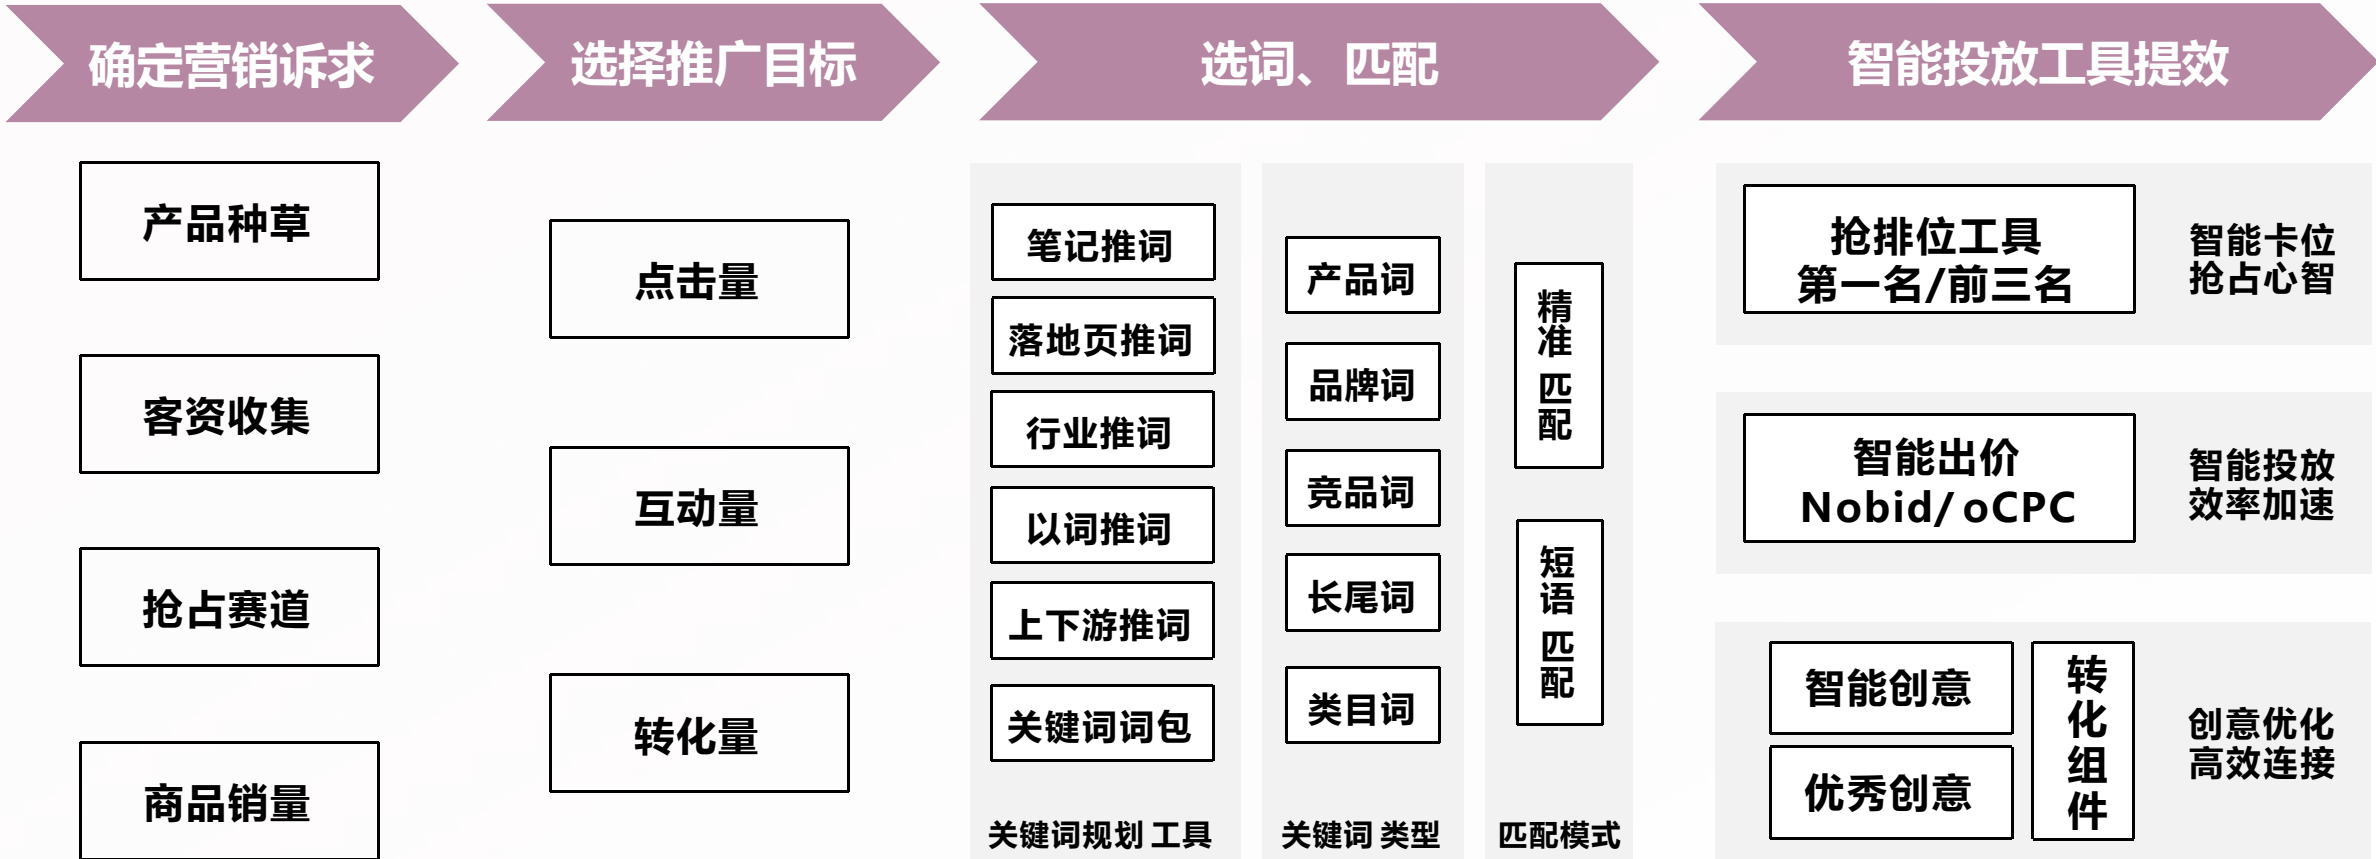 确定营销诉求
选择推广目标
选词、匹配
智能投放工具提效
产品种草
客资收集
抢占赛道
商品销量
点击量
互动量
转化量
笔记推词
落地页推词
行业推词
以词推词
上下游推词
关键词词包
关键词规划 工具
产品词
品牌词
竞品词
长尾词
类目词
关键词 类型
精准 匹配
短语 匹配
匹配模式
抢排位工具
第一名/前三名
智能卡位
抢占心智
智能出价
Nobid/ oCPC
智能投放
效率加速
智能创意
优秀创意
转化组件
创意优化
高效连接